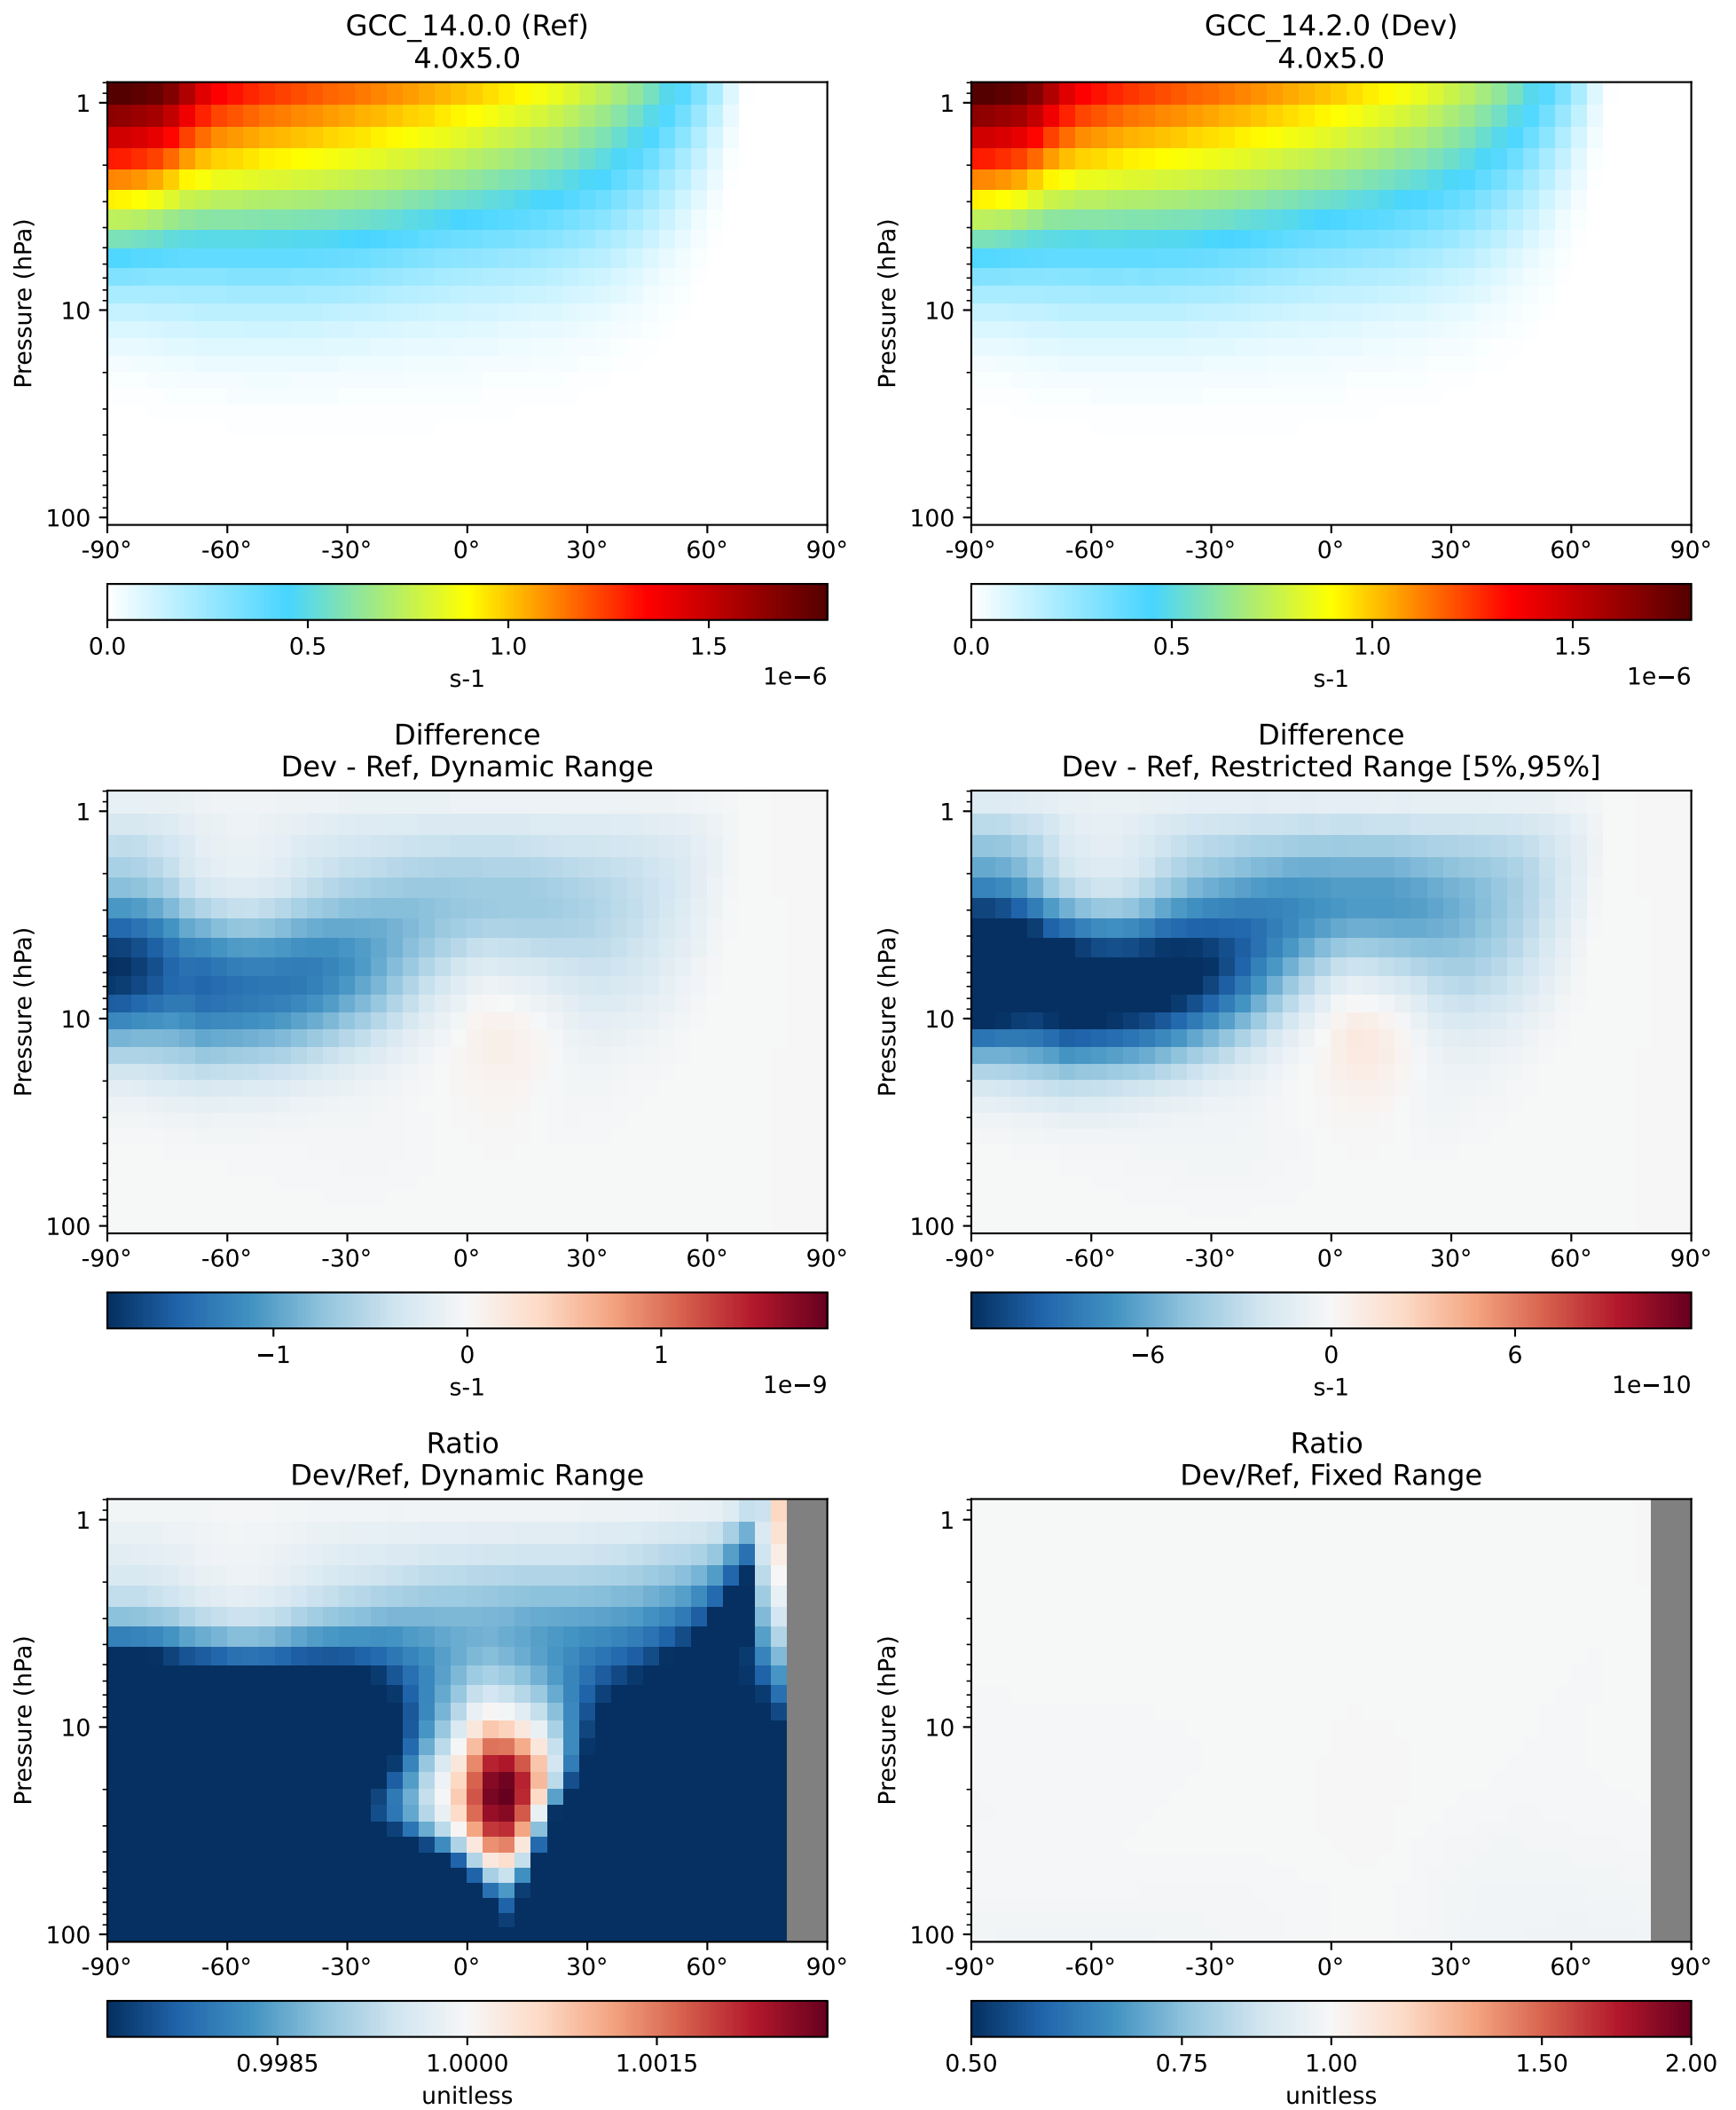 GCC_14.0.0 (Ref)
4.0x5.0
Pressure (hPa)
1
10
100
-90° -60° -30° 0° 30° 60° 90°
0.0 0.5 1.0 1.5
s-1 1e−6
GCC_14.2.0 (Dev)
4.0x5.0
Pressure (hPa)
1
10
100
-90° -60° -30° 0° 30° 60° 90°
0.0 0.5 1.0 1.5
s-1 1e−6
Difference
Dev - Ref, Dynamic Range
Pressure (hPa)
1
10
100
-90° -60° -30° 0° 30° 60° 90°
−1 0 1
s-1 1e−9
Difference
Dev - Ref, Restricted Range [5%,95%]
Pressure (hPa)
1
10
100
-90° -60° -30° 0° 30° 60° 90°
−6 0 6
s-1 1e−10
Ratio
Dev/Ref, Dynamic Range
Pressure (hPa)
1
10
100
-90° -60° -30° 0° 30° 60° 90°
0.9985 1.0000 1.0015
unitless
Ratio
Dev/Ref, Fixed Range
Pressure (hPa)
1
10
100
-90° -60° -30° 0° 30° 60° 90°
0.50 0.75 1.00 1.50 2.00
unitless